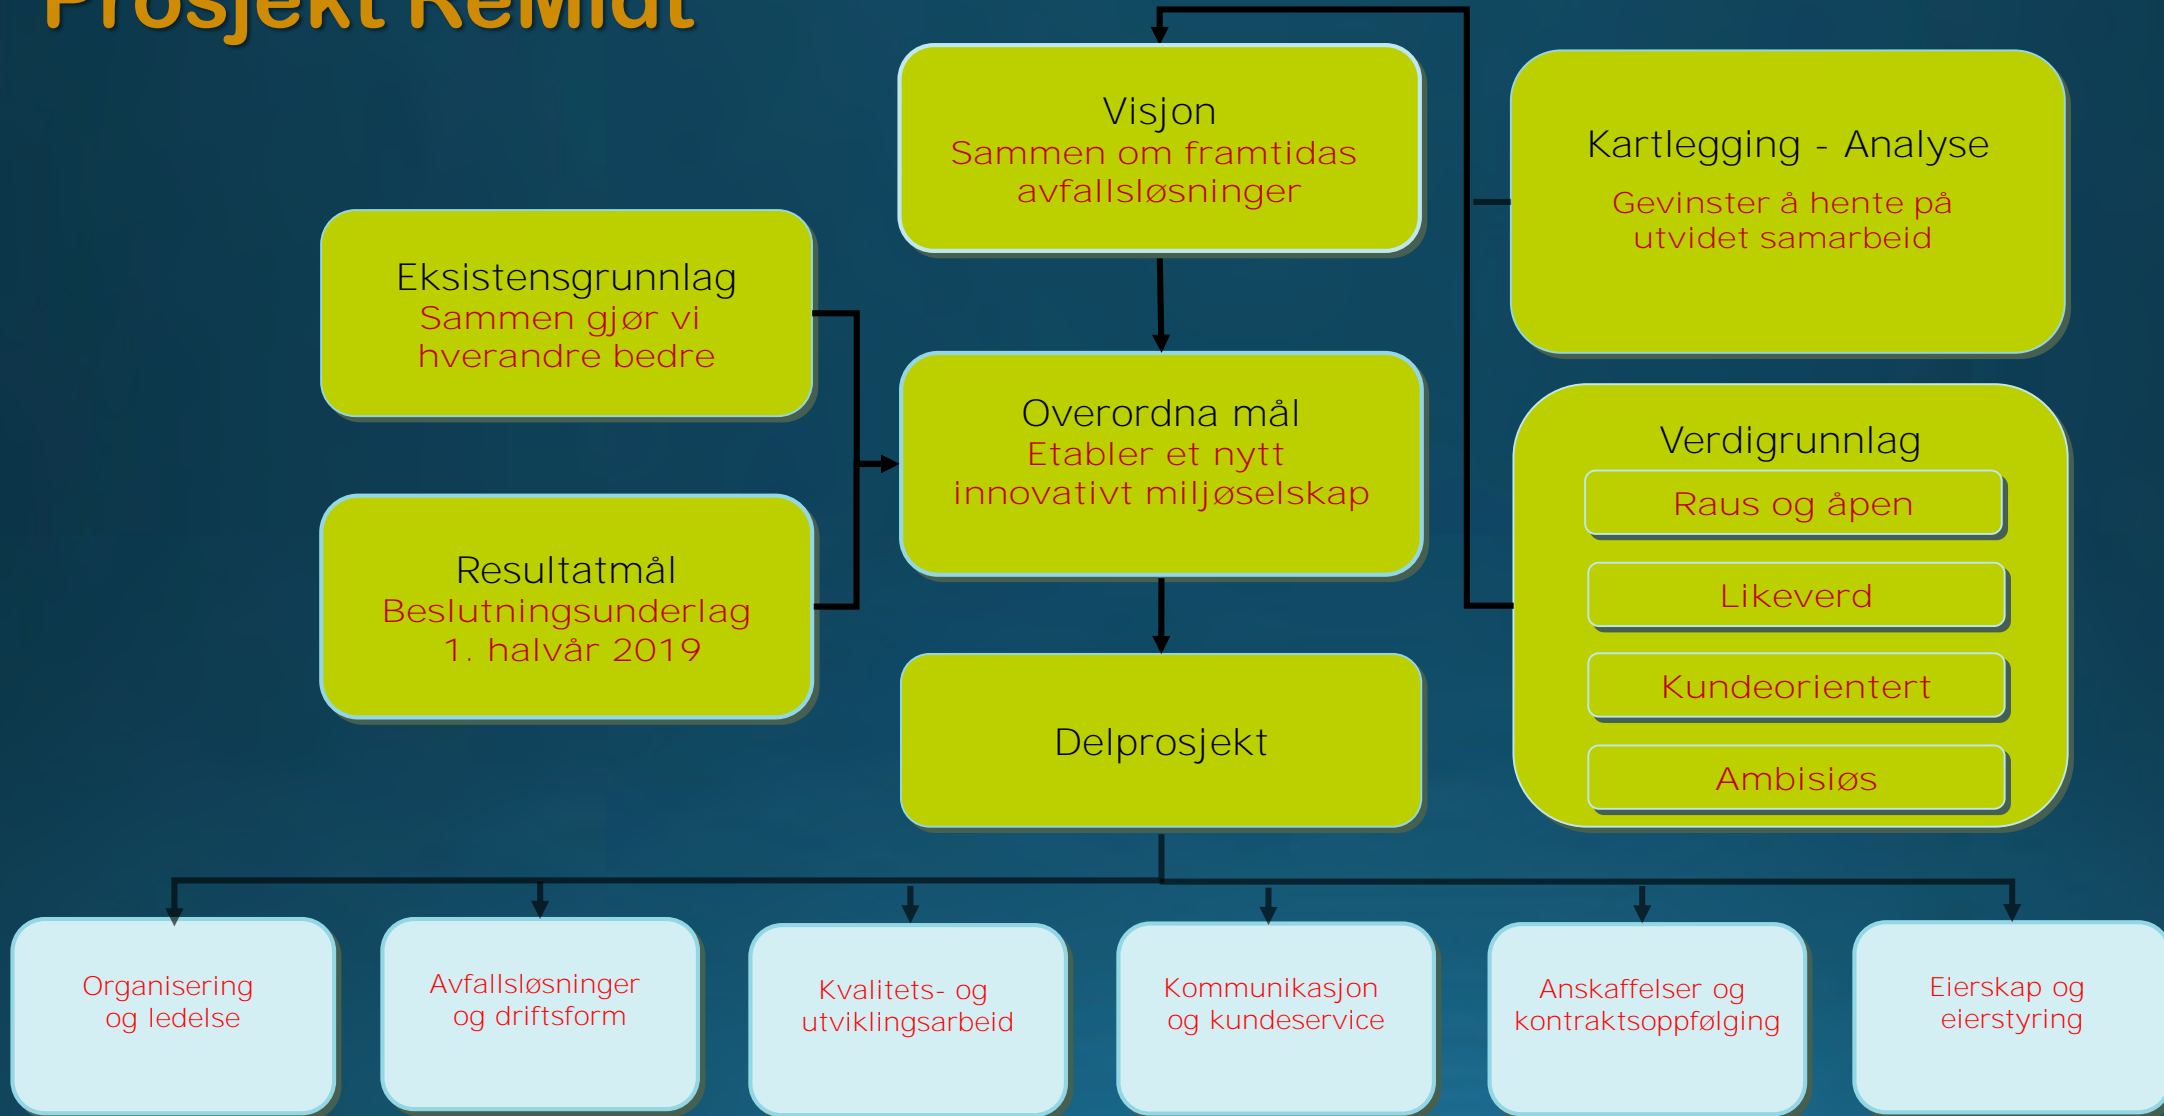 Prosjekt ReMidt
Visjon
Sammen om framtidas
avfallsløsninger
Kartlegging - Analyse
Gevinster å hente på
utvidet samarbeid
Eksistensgrunnlag
Sammen gjør vi
hverandre bedre
Overordna mål
Etabler et nytt
innovativt miljøselskap
Verdigrunnlag
Raus og åpen
Likeverd
Kundeorientert
Ambisiøs
Resultatmål
Beslutningsunderlag
1. halvår 2019
Delprosjekt
Organisering
og ledelse
Avfallsløsninger
og driftsform
Kvalitets- og
utviklingsarbeid
Kommunikasjon
og kundeservice
Anskaffelser og
kontraktsoppfølging
Eierskap og
eierstyring